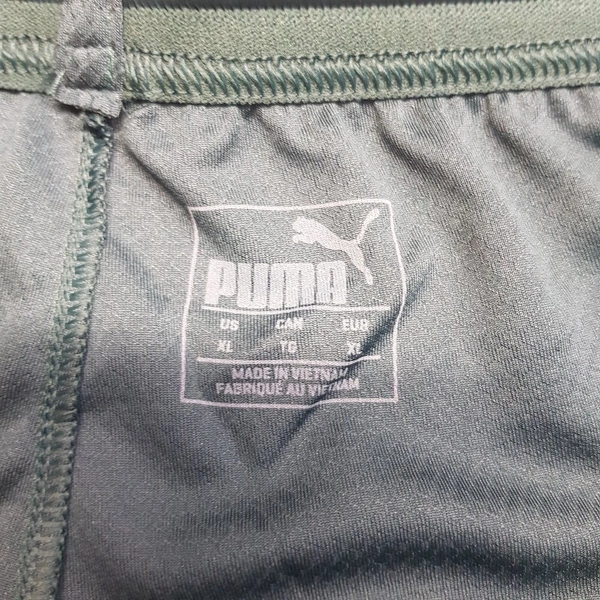 PUMA
US CAN EUR
XL TG XL
MADE IN VIETNAM
FABRIQUÉ AU VIETNAM